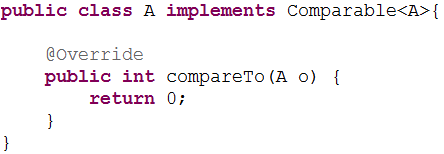 public class A implements Comparable<A>{
@Override
public int compareTo(A o) {
return 0;
}
}